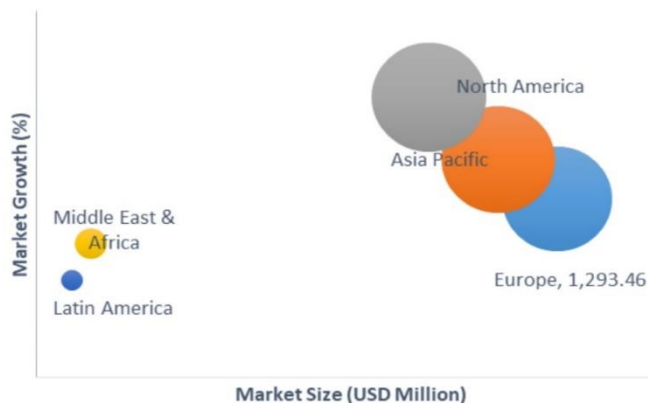 North America
Asia Pacific
Market Growth (%)
Middle East &
Africa
Europe, 1,293.46
Latin America
Market Size (USD Million)